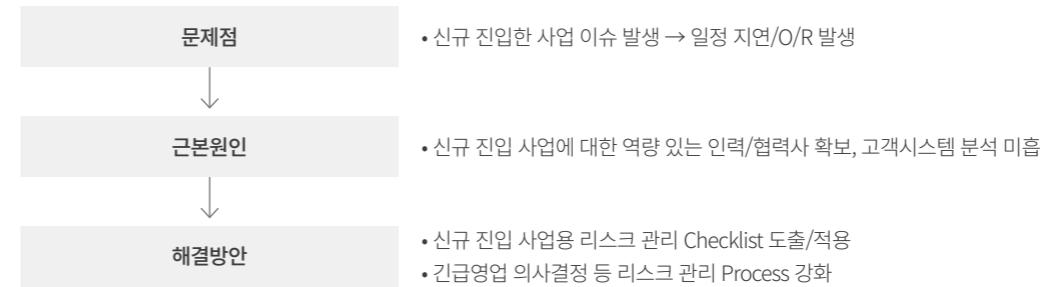 문제점
• 신규 진입한 사업 이슈 발생 → 일정 지연/O/R 발생
근본원인
• 신규 진입 사업에 대한 역량 있는 인력/협력사 확보, 고객시스템 분석 미흡
해결방안
• 신규 진입 사업용 리스크 관리 Checklist 도출/적용
• 긴급영업 의사결정 등 리스크 관리 Process 강화